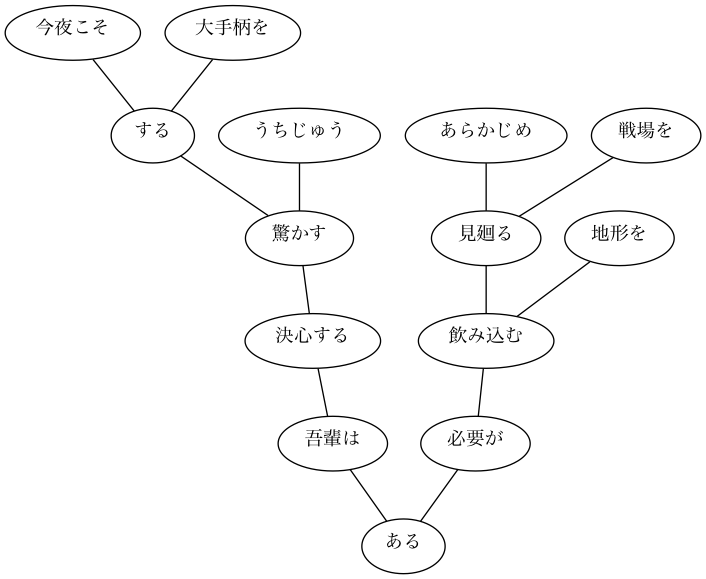 今夜こそ
大手柄を
する
うちじゅう
あらかじめ
戦場を
驚かす
見廻る
地形を
決心する
飲み込む
吾輩は
必要が
ある